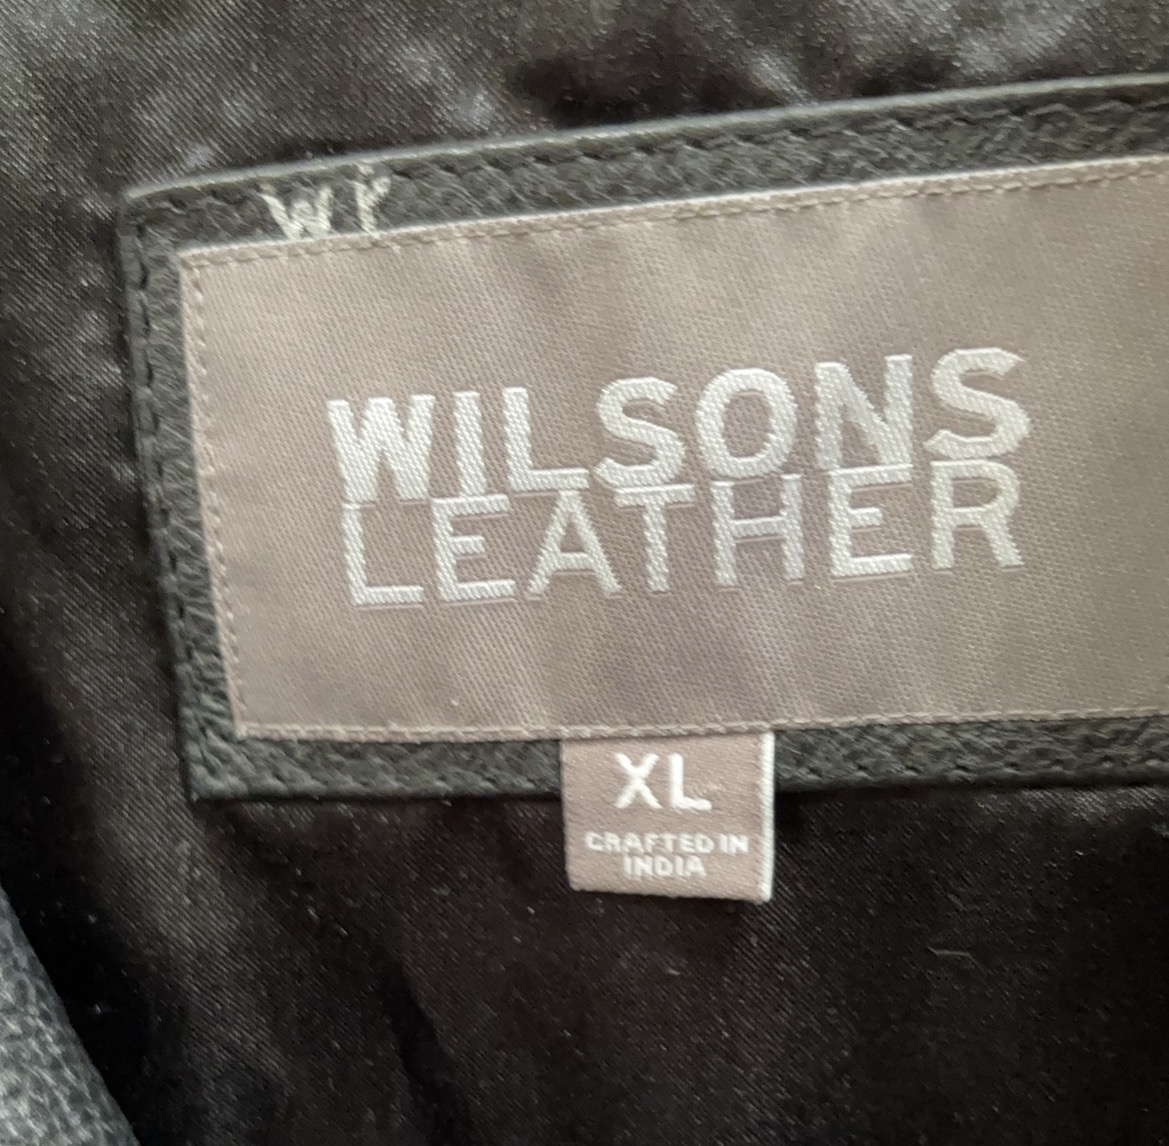 WILSONS
LEATHER
XL
CRAFTED IN
INDIA